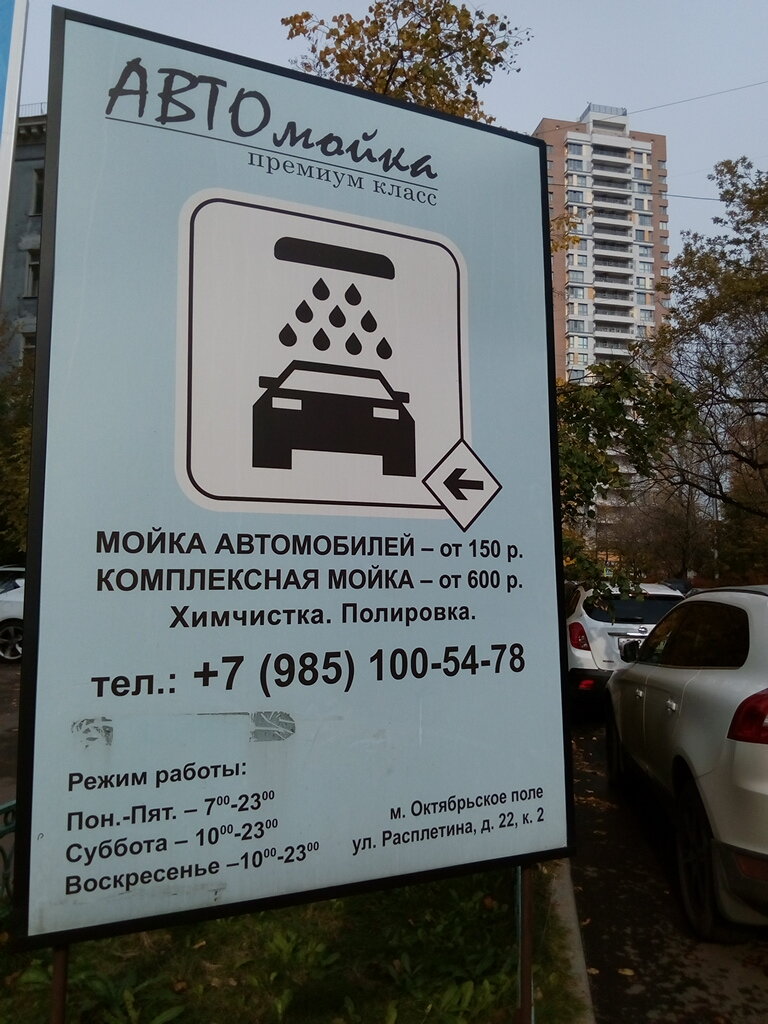 АВТОмойка
премиум класс
МОЙКА АВТОМОБИЛЕЙ – от 150 р.
КОМПЛЕКСНАЯ МОЙКА – от 600 р.
Химчистка. Полировка.
тел.: +7 (985) 100-54-78
Режим работы:
Пон.-Пят. – 7⁰⁰-23⁰⁰
Суббота – 10⁰⁰-23⁰⁰
Воскресенье –10⁰⁰-23⁰⁰
м. Октябрьское поле
ул. Расплетина, д. 22, к. 2